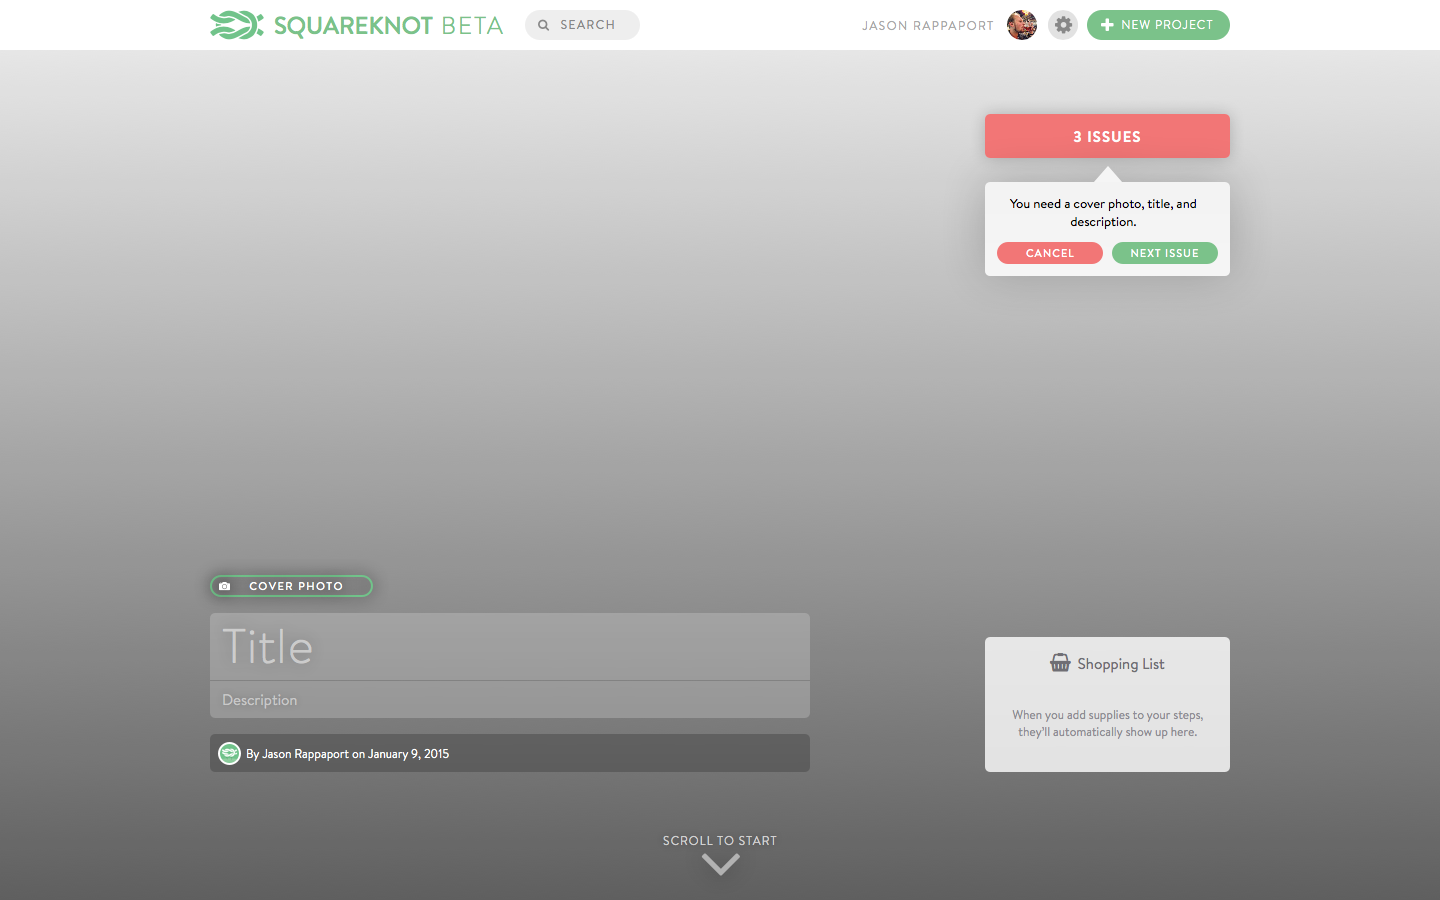 SQUAREKNOT BETA
SEARCH
JASON RAPPAPORT
NEW PROJECT
3 ISSUES
You need a cover photo, title, and
description.
CANCEL
NEXT ISSUE
COVER PHOTO
Title
Description
By Jason Rappaport on January 9, 2015
Shopping List
When you add supplies to your steps,
they'll automatically show up here.
SCROLL TO START